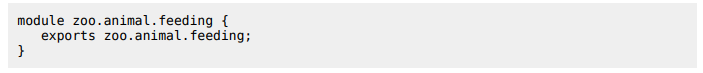 module zoo.animal.feeding {
   exports zoo.animal.feeding;
}